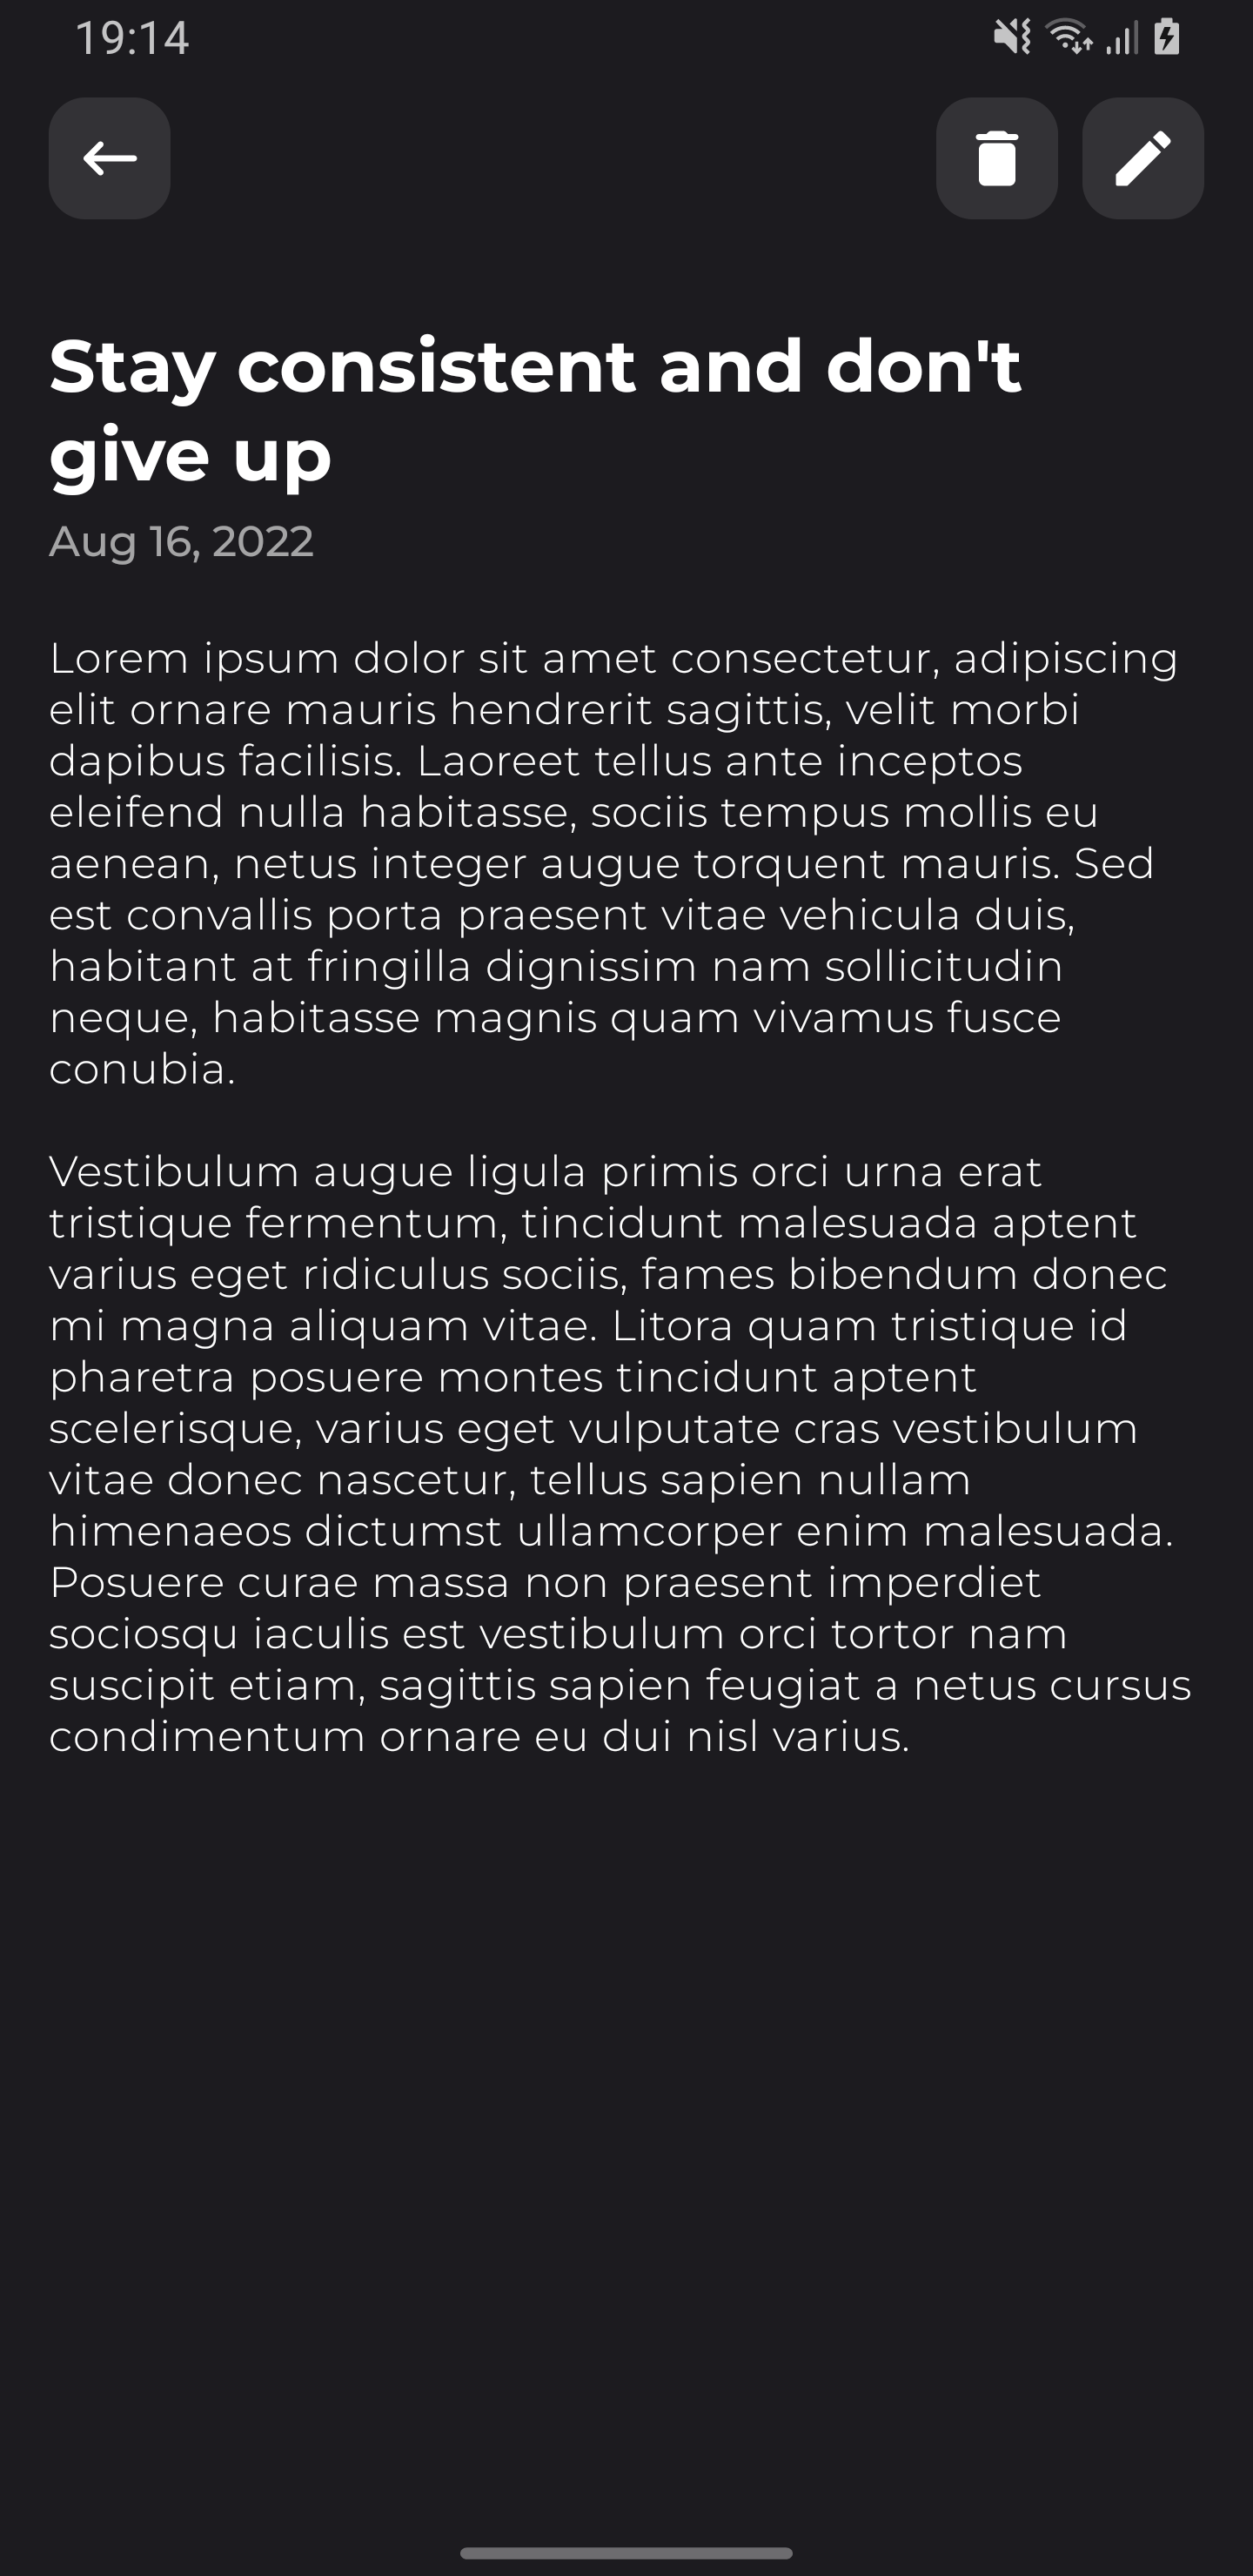 19:14
Stay consistent and don't
give up
Aug 16, 2022
Lorem ipsum dolor sit amet consectetur, adipiscing
elit ornare mauris hendrerit sagittis, velit morbi
dapibus facilisis. Laoreet tellus ante inceptos
eleifend nulla habitasse, sociis tempus mollis eu
aenean, netus integer augue torquent mauris. Sed
est convallis porta praesent vitae vehicula duis,
habitant at fringilla dignissim nam sollicitudin
neque, habitasse magnis quam vivamus fusce
conubia.
Vestibulum augue ligula primis orci urna erat
tristique fermentum, tincidunt malesuada aptent
varius eget ridiculus sociis, fames bibendum donec
mi magna aliquam vitae. Litora quam tristique id
pharetra posuere montes tincidunt aptent
scelerisque, varius eget vulputate cras vestibulum
vitae donec nascetur, tellus sapien nullam
himenaeos dictumst ullamcorper enim malesuada.
Posuere curae massa non praesent imperdiet
sociosqu iaculis est vestibulum orci tortor nam
suscipit etiam, sagittis sapien feugiat a netus cursus
condimentum ornare eu dui nisl varius.